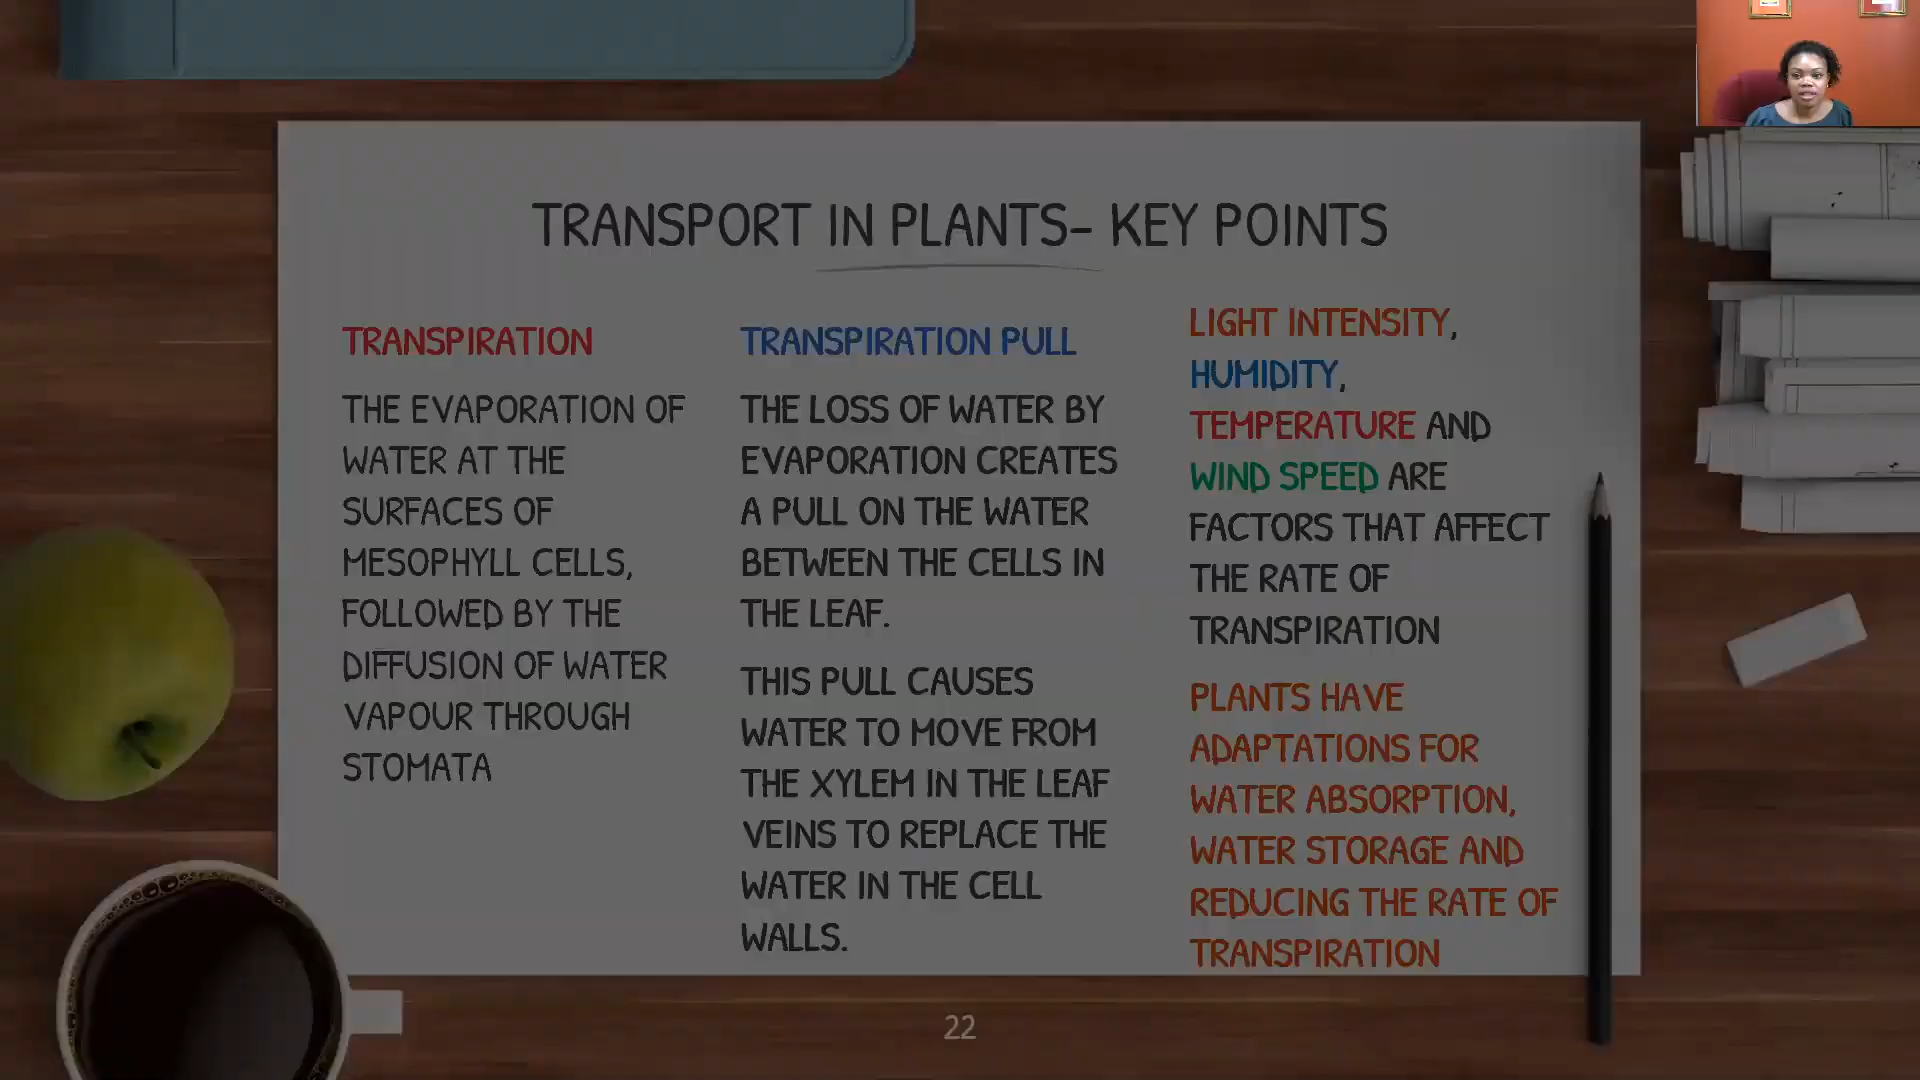 TRANSPORT IN PLANTS- KEY POINTS
TRANSPIRATION
THE EVAPORATION OF
WATER AT THE
SURFACES OF
MESOPHYLL CELLS,
FOLLOWED BY THE
DIFFUSION OF WATER
VAPOUR THROUGH
STOMATA
TRANSPIRATION PULL
THE LOSS OF WATER BY
EVAPORATION CREATES
A PULL ON THE WATER
BETWEEN THE CELLS IN
THE LEAF.
THIS PULL CAUSES
WATER TO MOVE FROM
THE XYLEM IN THE LEAF
VEINS TO REPLACE THE
WATER IN THE CELL
WALLS.
LIGHT INTENSITY,
HUMIDITY,
TEMPERATURE AND
WIND SPEED ARE
FACTORS THAT AFFECT
THE RATE OF
TRANSPIRATION
PLANTS HAVE
ADAPTATIONS FOR
WATER ABSORPTION,
WATER STORAGE AND
REDUCING THE RATE OF
TRANSPIRATION
22